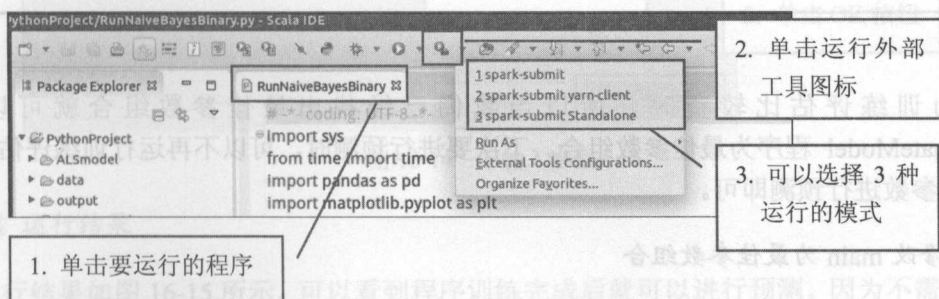 ythonProject/RunNaiveBayesBinary.py - Scala IDE
Package Explorer
RunNaiveBayesBinary
PythonProject
ALSmodel
data
output
# -*- coding: UTF-8 -*-
import sys
from time import time
import pandas as pd
import matplotlib.pyplot as plt
1 spark-submit
2 spark-submit yarn-client
3 spark-submit Standalone
Run As
External Tools Configurations...
Organize Favorites...
1. 单击要运行的程序
2. 单击运行外部
工具图标
3. 可以选择 3 种
运行的模式